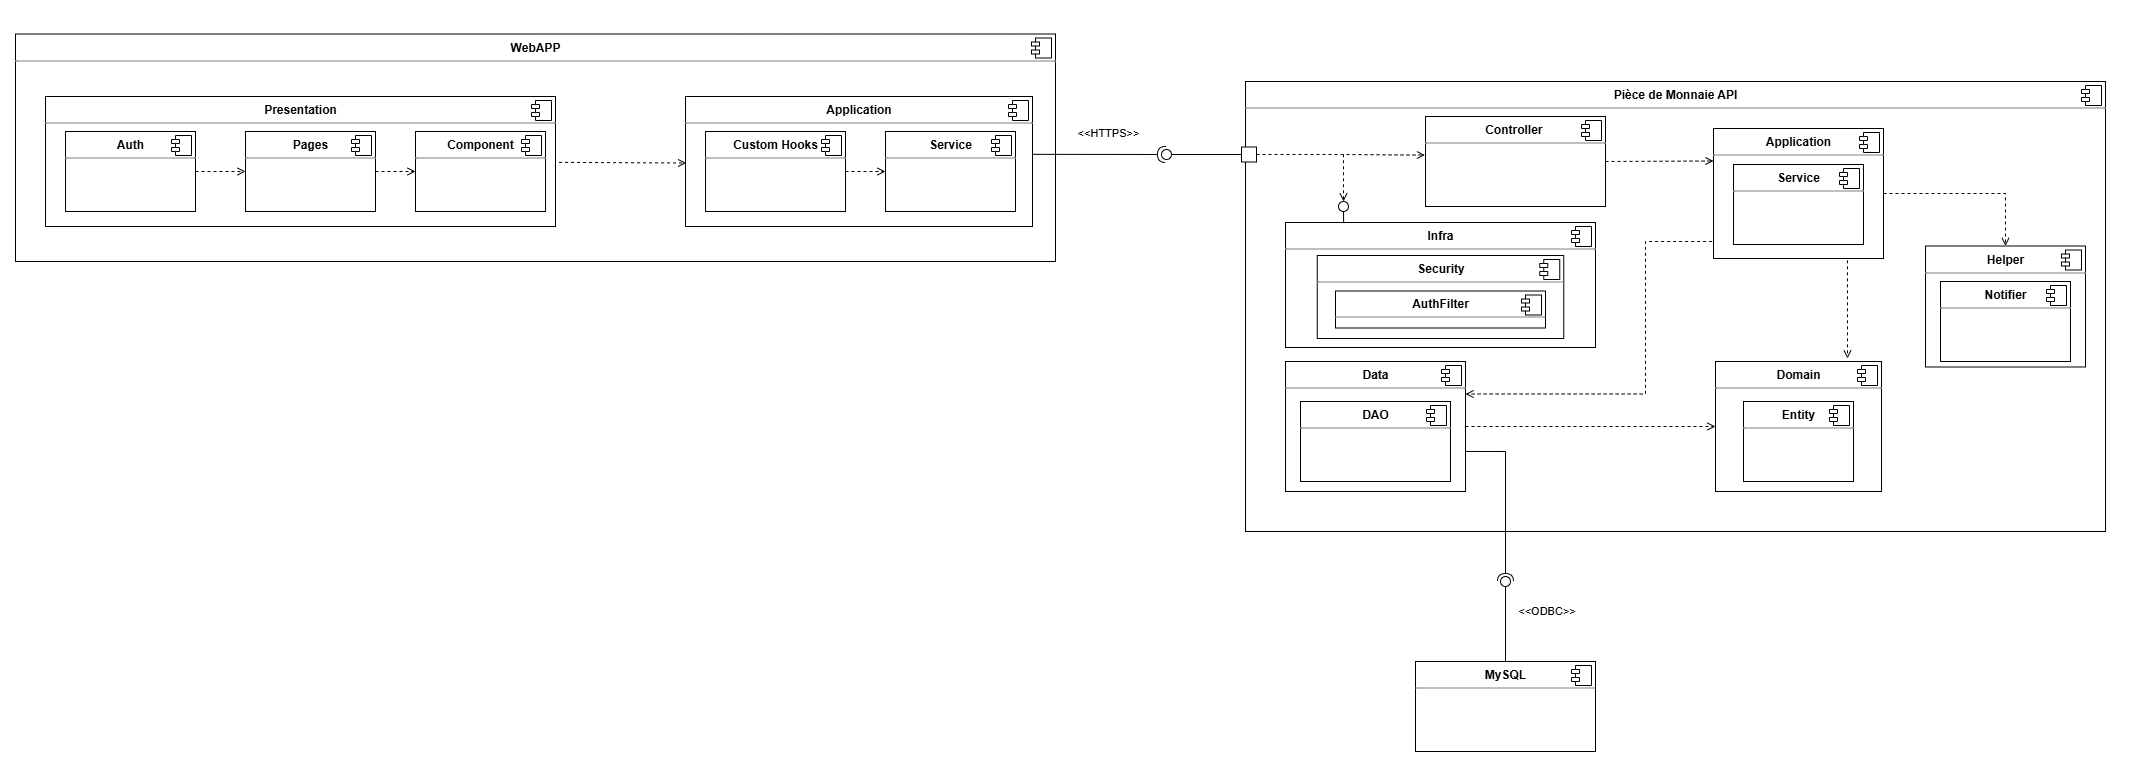 WebAPP
Presentation
Auth
Pages
Component
Application
Custom Hooks
Service
<<HTTPS>>
Pièce de Monnaie API
Controller
Application
Service
Infra
Security
AuthFilter
Helper
Notifier
Data
DAO
Domain
Entity
<<ODBC>>
MySQL